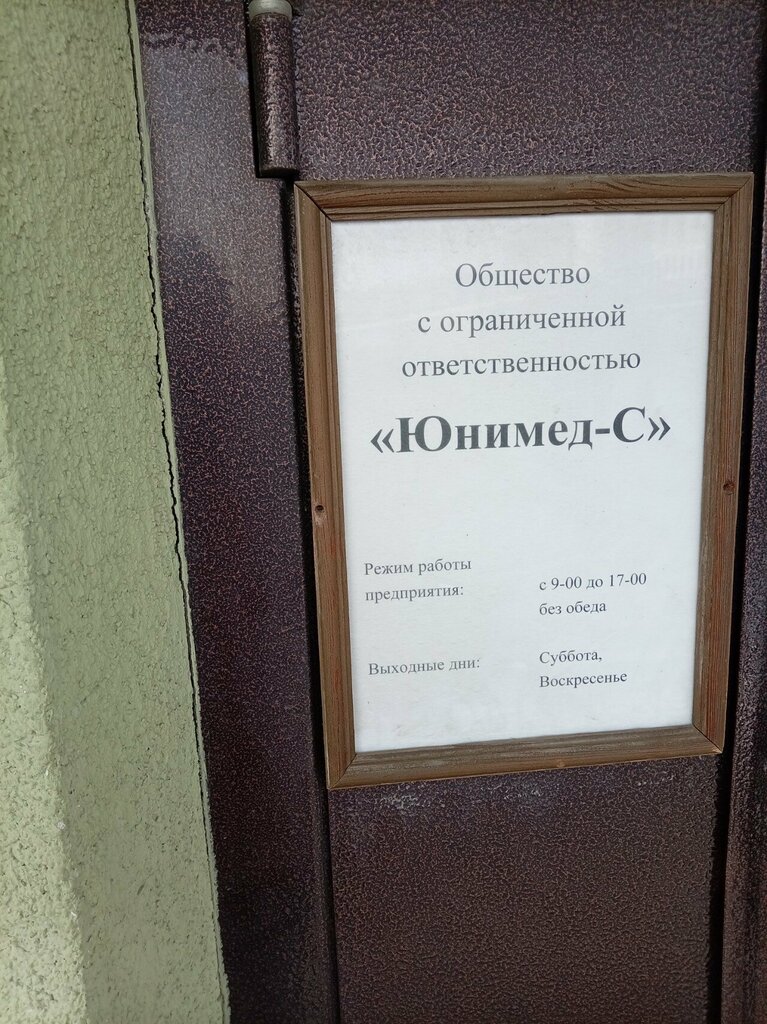 Общество
с ограниченной
ответственностью
«Юнимед-С»
Режим работы
предприятия:
с 9-00 до 17-00
без обеда
Выходные дни:
Суббота,
Воскресенье